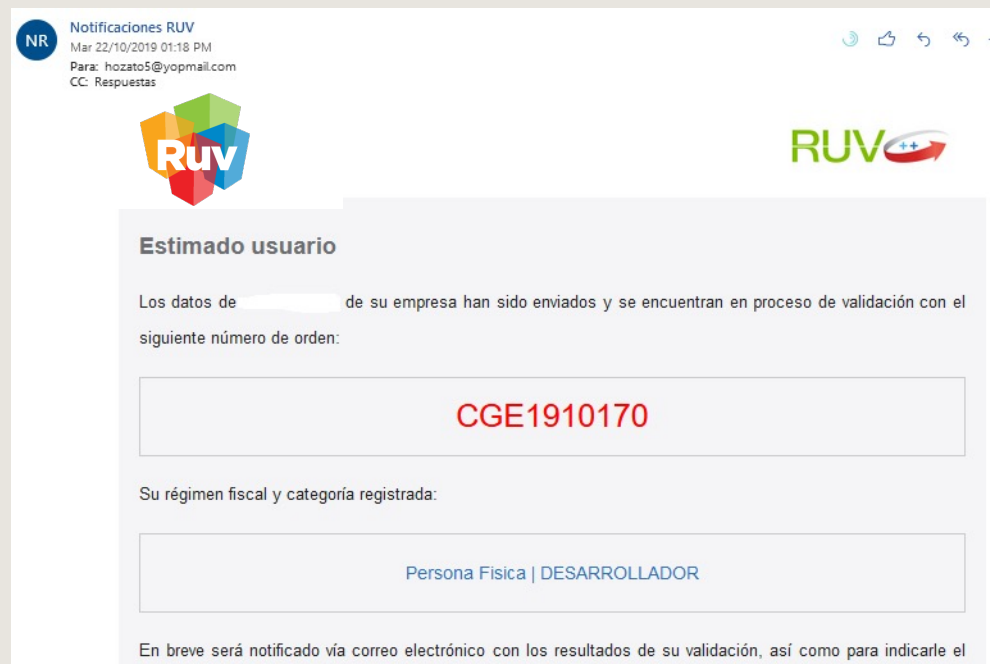 NR
Notificaciones RUV
Mar 22/10/2019 01:18 PM
Para: hozato5@yopmail.com
CC: Respuestas
Ruv
RUV++
Estimado usuario
Los datos de de su empresa han sido enviados y se encuentran en proceso de validación con el
siguiente número de orden:
CGE1910170
Su régimen fiscal y categoría registrada:
Persona Fisica | DESARROLLADOR
En breve será notificado vía correo electrónico con los resultados de su validación, así como para indicarle el